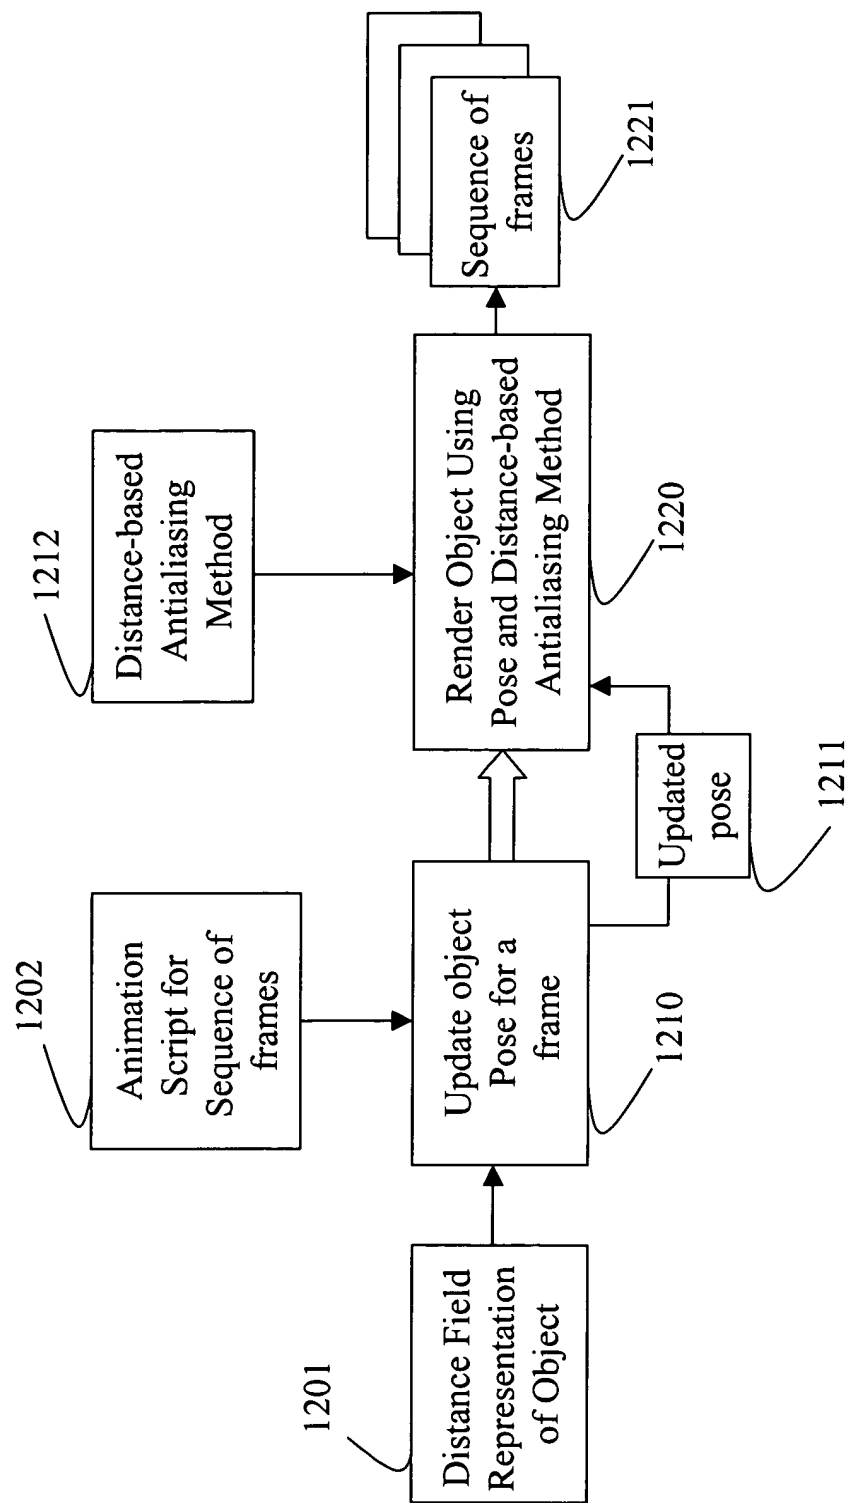 1202
Animation
Script for
Sequence of
frames
1212
Distance-based
Antialiasing
Method
1201
Distance Field
Representation
of Object
Update object
Pose for a
frame
1210
Updated
pose
1211
Render Object Using
Pose and Distance-based
Antialiasing Method
1220
Sequence of
frames
1221